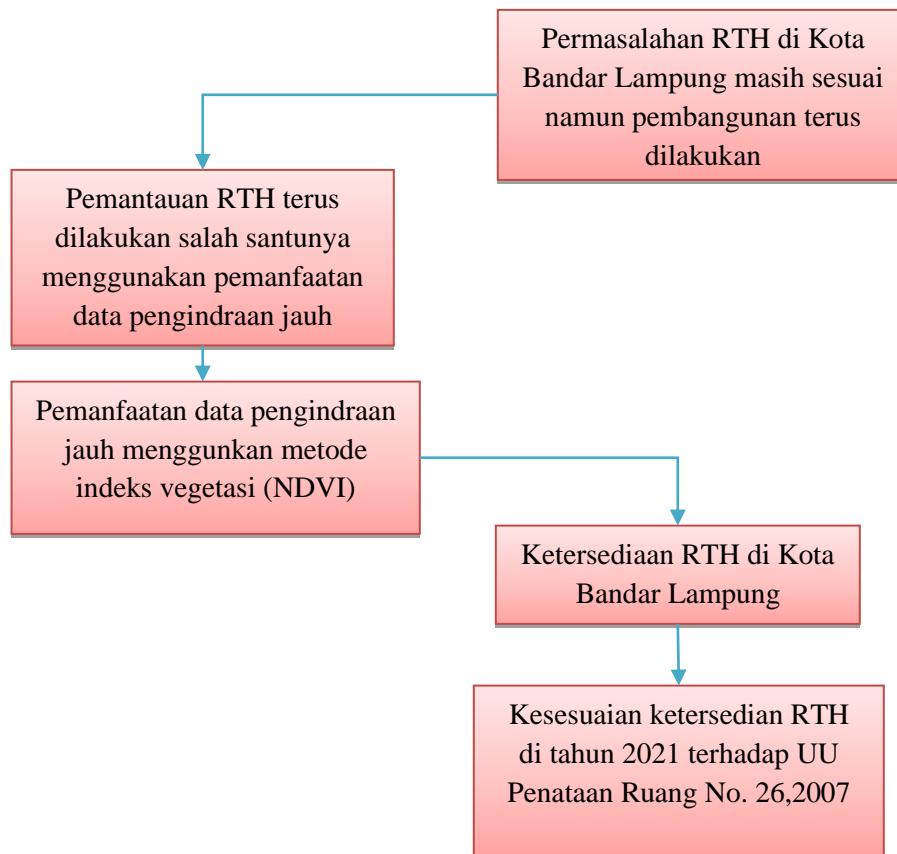 Permasalahan RTH di Kota
Bandar Lampung masih sesuai
namun pembangunan terus
dilakukan
Pemantauan RTH terus
dilakukan salah santunya
menggunakan pemanfaatan
data pengindraan jauh
Pemanfaatan data pengindraan
jauh menggunkan metode
indeks vegetasi (NDVI)
Ketersediaan RTH di Kota
Bandar Lampung
Kesesuaian ketersedian RTH
di tahun 2021 terhadap UU
Penataan Ruang No. 26,2007